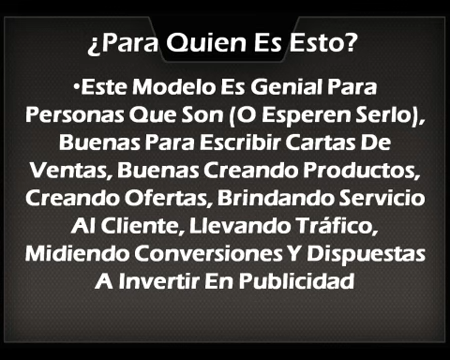 ¿Para Quien Es Esto?
•Este Modelo Es Genial Para
Personas Que Son (O Esperen Serlo),
Buenas Para Escribir Cartas De
Ventas, Buenas Creando Productos,
Creando Ofertas, Brindando Servicio
Al Cliente, Llevando Tráfico,
Midiendo Conversiones Y Dispuestas
A Invertir En Publicidad